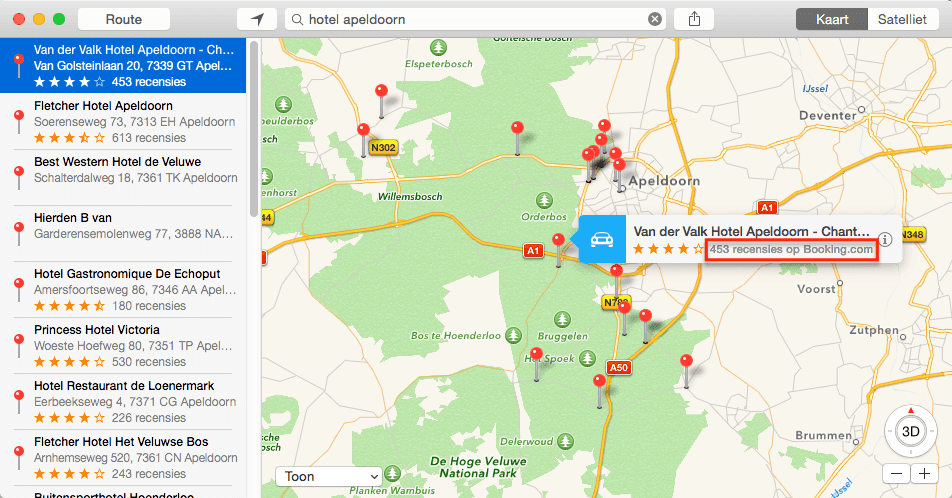 Route
hotel apeldoorn
Kaart
Satelliet
Van der Valk Hotel Apeldoorn - Ch…
Van Golsteinlaan 20, 7339 GT Apel…
453 recensies
Fletcher Hotel Apeldoorn
Soerenseweg 73, 7313 EH Apeldoorn
613 recensies
Best Western Hotel de Veluwe
Schalterdalweg 18, 7361 TK Apeldoorn
Hierden B van
Garderensemolenweg 77, 3888 NA…
Hotel Gastronomique De Echoput
Amersfoortseweg 86, 7346 AA Apel…
180 recensies
Princess Hotel Victoria
Woeste Hoefweg 80, 7351 TP Apel…
530 recensies
Hotel Restaurant de Loenermark
Eerbeekseweg 4, 7371 CG Apeldoorn
226 recensies
Fletcher Hotel Het Veluwse Bos
Arnhemseweg 520, 7361 CN Apeldoorn
243 recensies
Buitensporthotel Hoenderloo
Gortelsche Bosch
Elspeterbosch
IJssel
Deventer
N302
Apeldoorn
Willemsbosch
Orderbos
A1
44
A1
Van der Valk Hotel Apeldoorn - Chant…
453 recensies op Booking.com
N348
Voorst
Bos te Hoenderloo
Bruggelen
Zutphen
A50
Delerwoud
Brummen
3D
De Hoge Veluwe
National Park
Toon
Planken Wambuis
IJssel